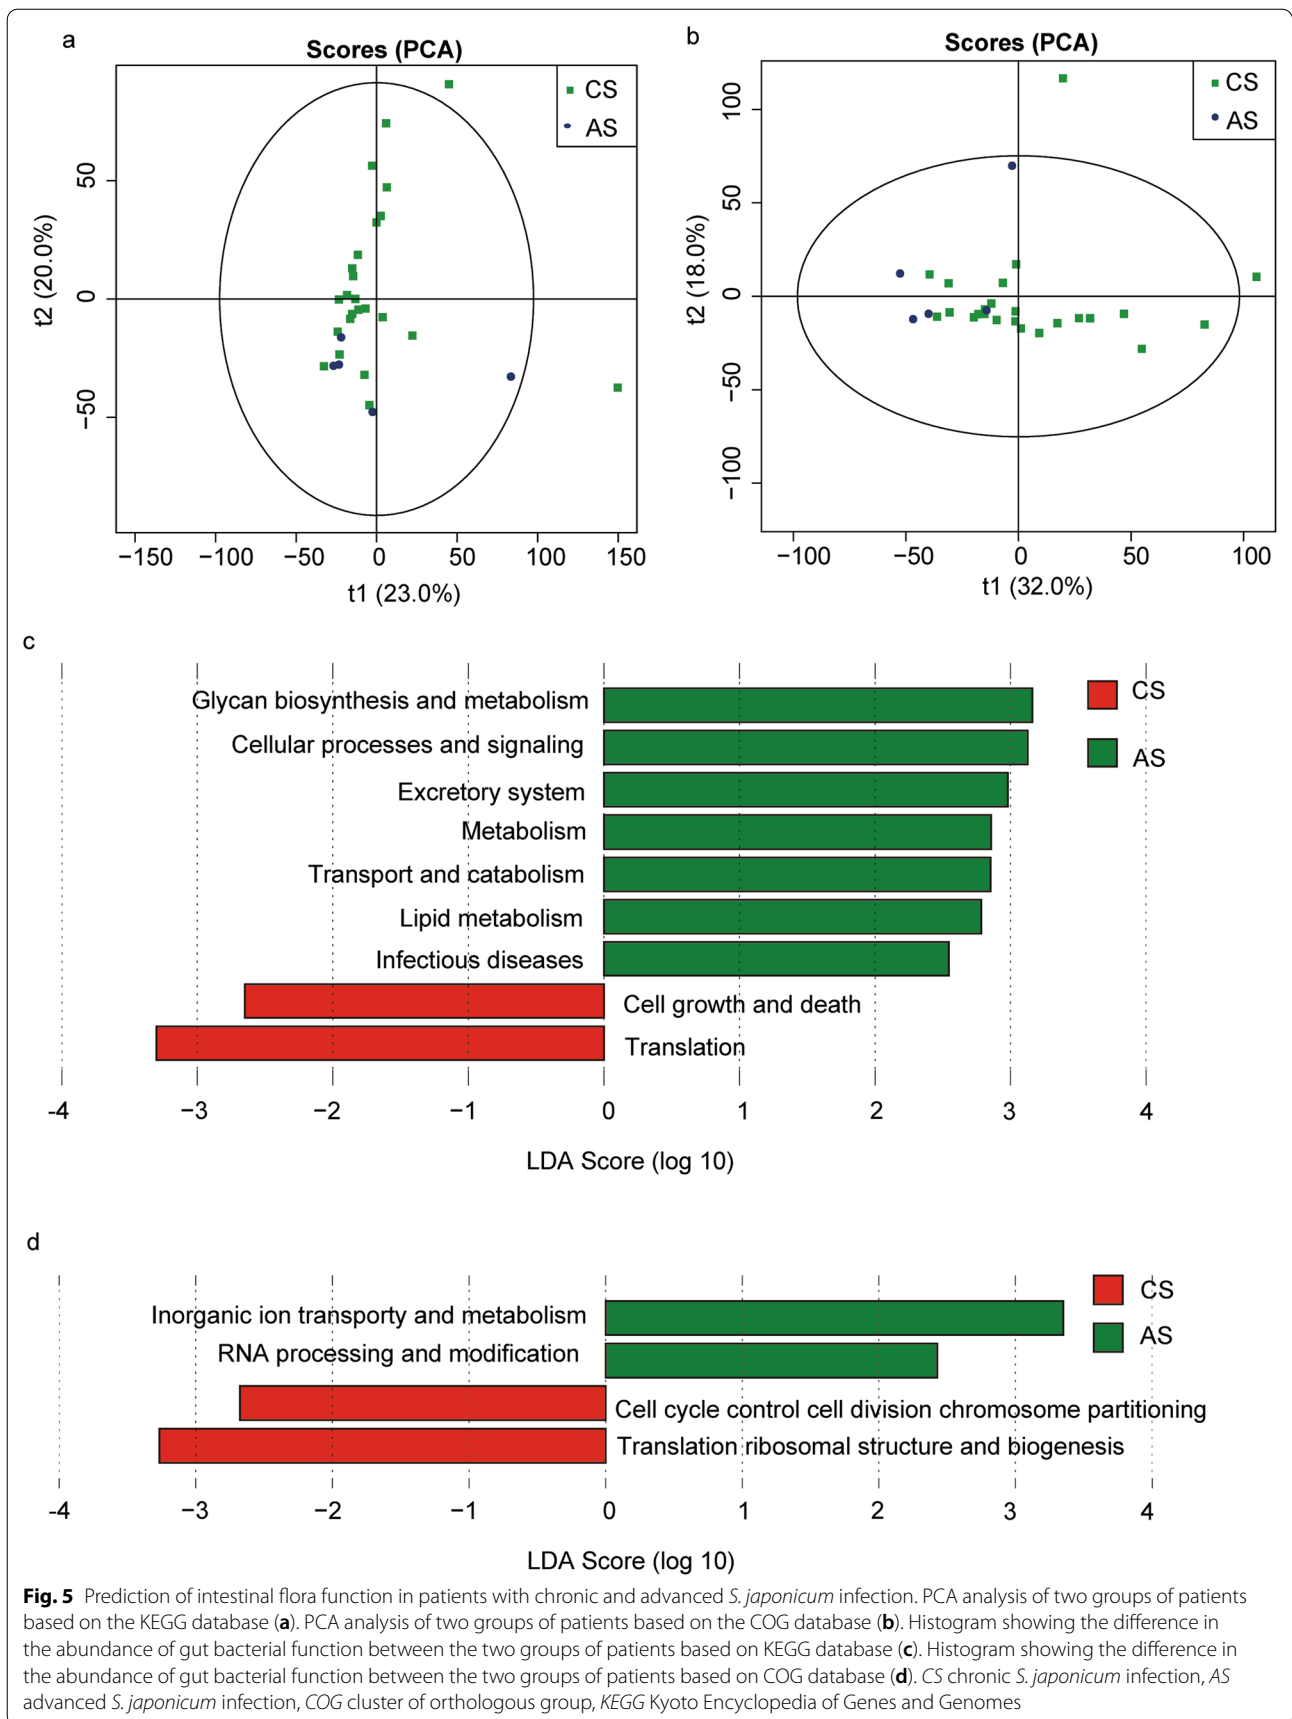 a
Scores (PCA)
CS
AS
50
0
−50
t2 (20.0%)
−150 −100 −50 0 50 100 150
t1 (23.0%)
b
Scores (PCA)
CS
AS
100
50
0
−50
−100
t2 (18.0%)
−100 −50 0 50 100
t1 (32.0%)
c
CS
AS
Glycan biosynthesis and metabolism
Cellular processes and signaling
Excretory system
Metabolism
Transport and catabolism
Lipid metabolism
Infectious diseases
Cell growth and death
Translation
-4 −3 −2 −1 0 1 2 3 4
LDA Score (log 10)
d
CS
AS
Inorganic ion transporty and metabolism
RNA processing and modification
Cell cycle control cell division chromosome partitioning
Translation ribosomal structure and biogenesis
-4 −3 −2 −1 0 1 2 3 4
LDA Score (log 10)
Fig. 5 Prediction of intestinal flora function in patients with chronic and advanced S. japonicum infection. PCA analysis of two groups of patients
based on the KEGG database (a). PCA analysis of two groups of patients based on the COG database (b). Histogram showing the difference in
the abundance of gut bacterial function between the two groups of patients based on KEGG database (c). Histogram showing the difference in
the abundance of gut bacterial function between the two groups of patients based on COG database (d). CS chronic S. japonicum infection, AS
advanced S. japonicum infection, COG cluster of orthologous group, KEGG Kyoto Encyclopedia of Genes and Genomes